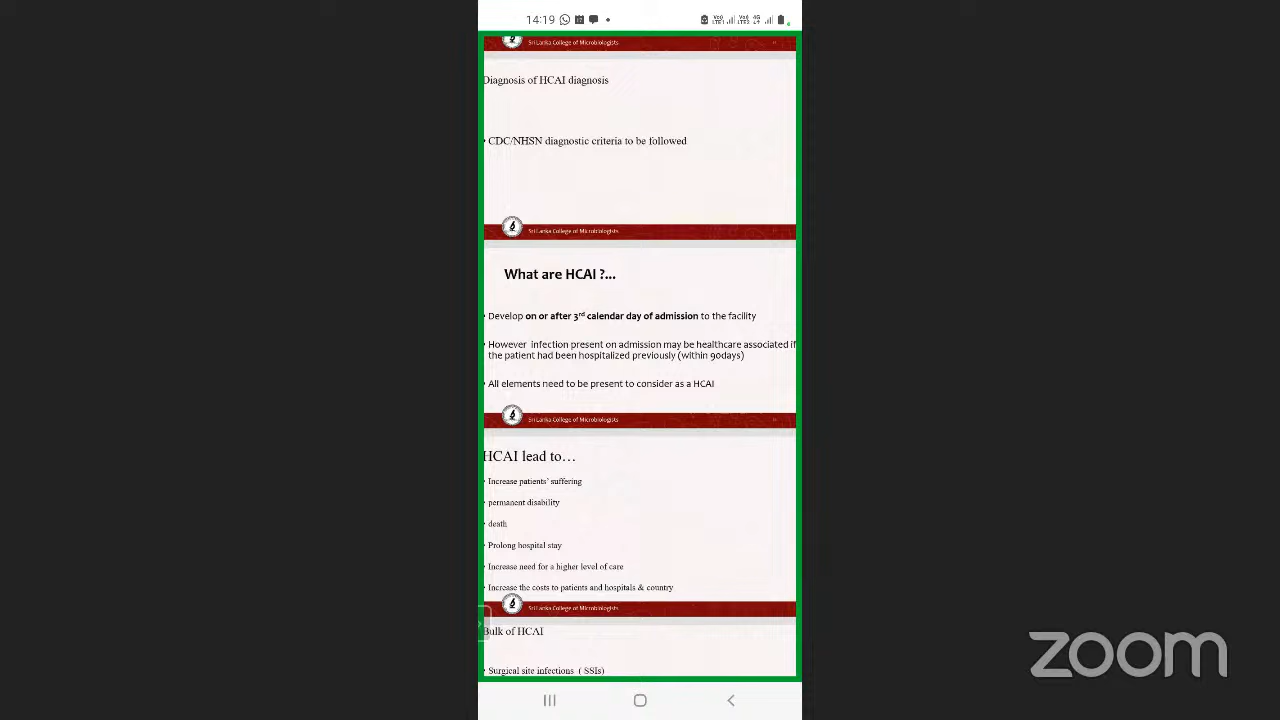 14:19
Sri Lanka College of Microbiologists
Diagnosis of HCAI diagnosis
• CDC/NHSN diagnostic criteria to be followed
Sri Lanka College of Microbiologists
What are HCAI ?...
• Develop on or after 3rd calendar day of admission to the facility
• However infection present on admission may be healthcare associated if
the patient had been hospitalized previously (within 90days)
• All elements need to be present to consider as a HCAI
Sri Lanka College of Microbiologists
HCAI lead to…
• Increase patients' suffering
• permanent disability
• death
• Prolong hospital stay
• Increase need for a higher level of care
• Increase the costs to patients and hospitals & country
Sri Lanka College of Microbiologists
Bulk of HCAI
• Surgical site infections ( SSIs)
zoom